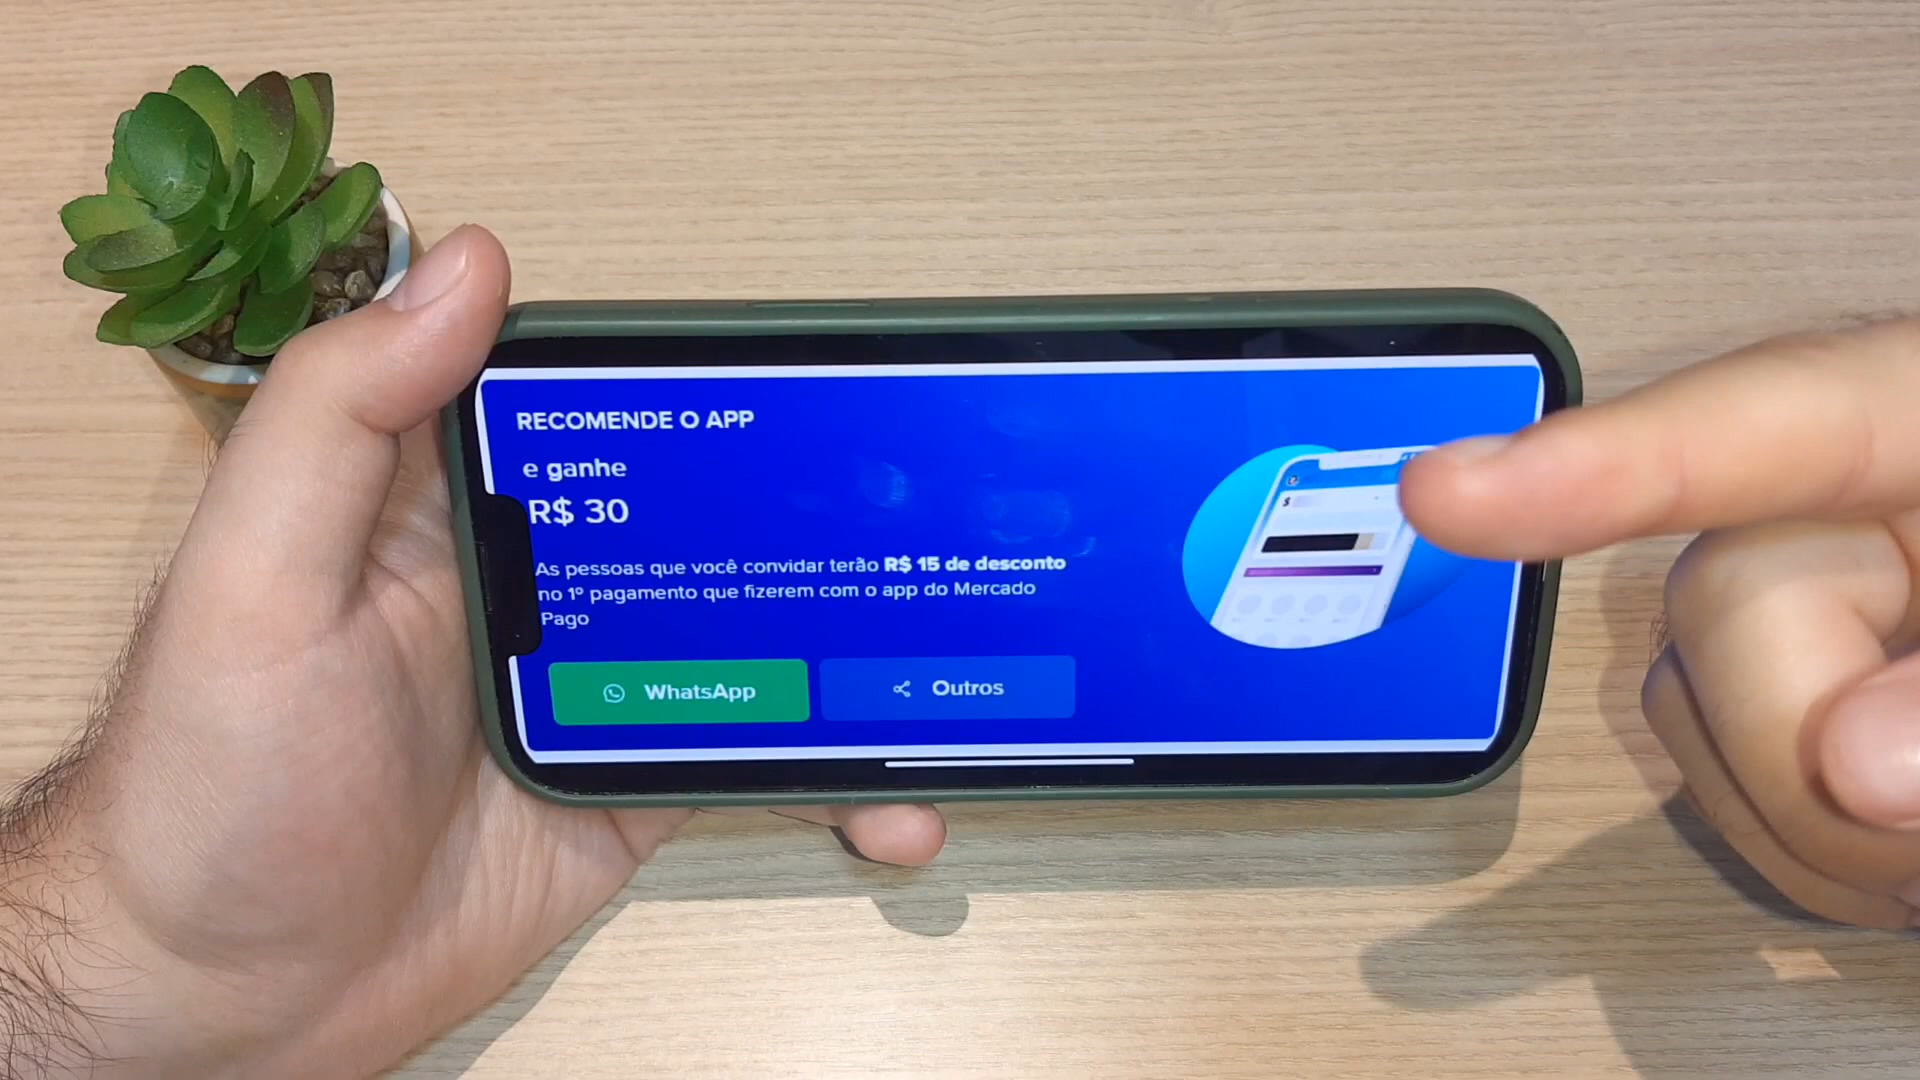 RECOMENDE O APP
e ganhe
R$ 30
As pessoas que você convidar terão R$ 15 de desconto
no 1º pagamento que fizerem com o app do Mercado
Pago
WhatsApp
Outros
$